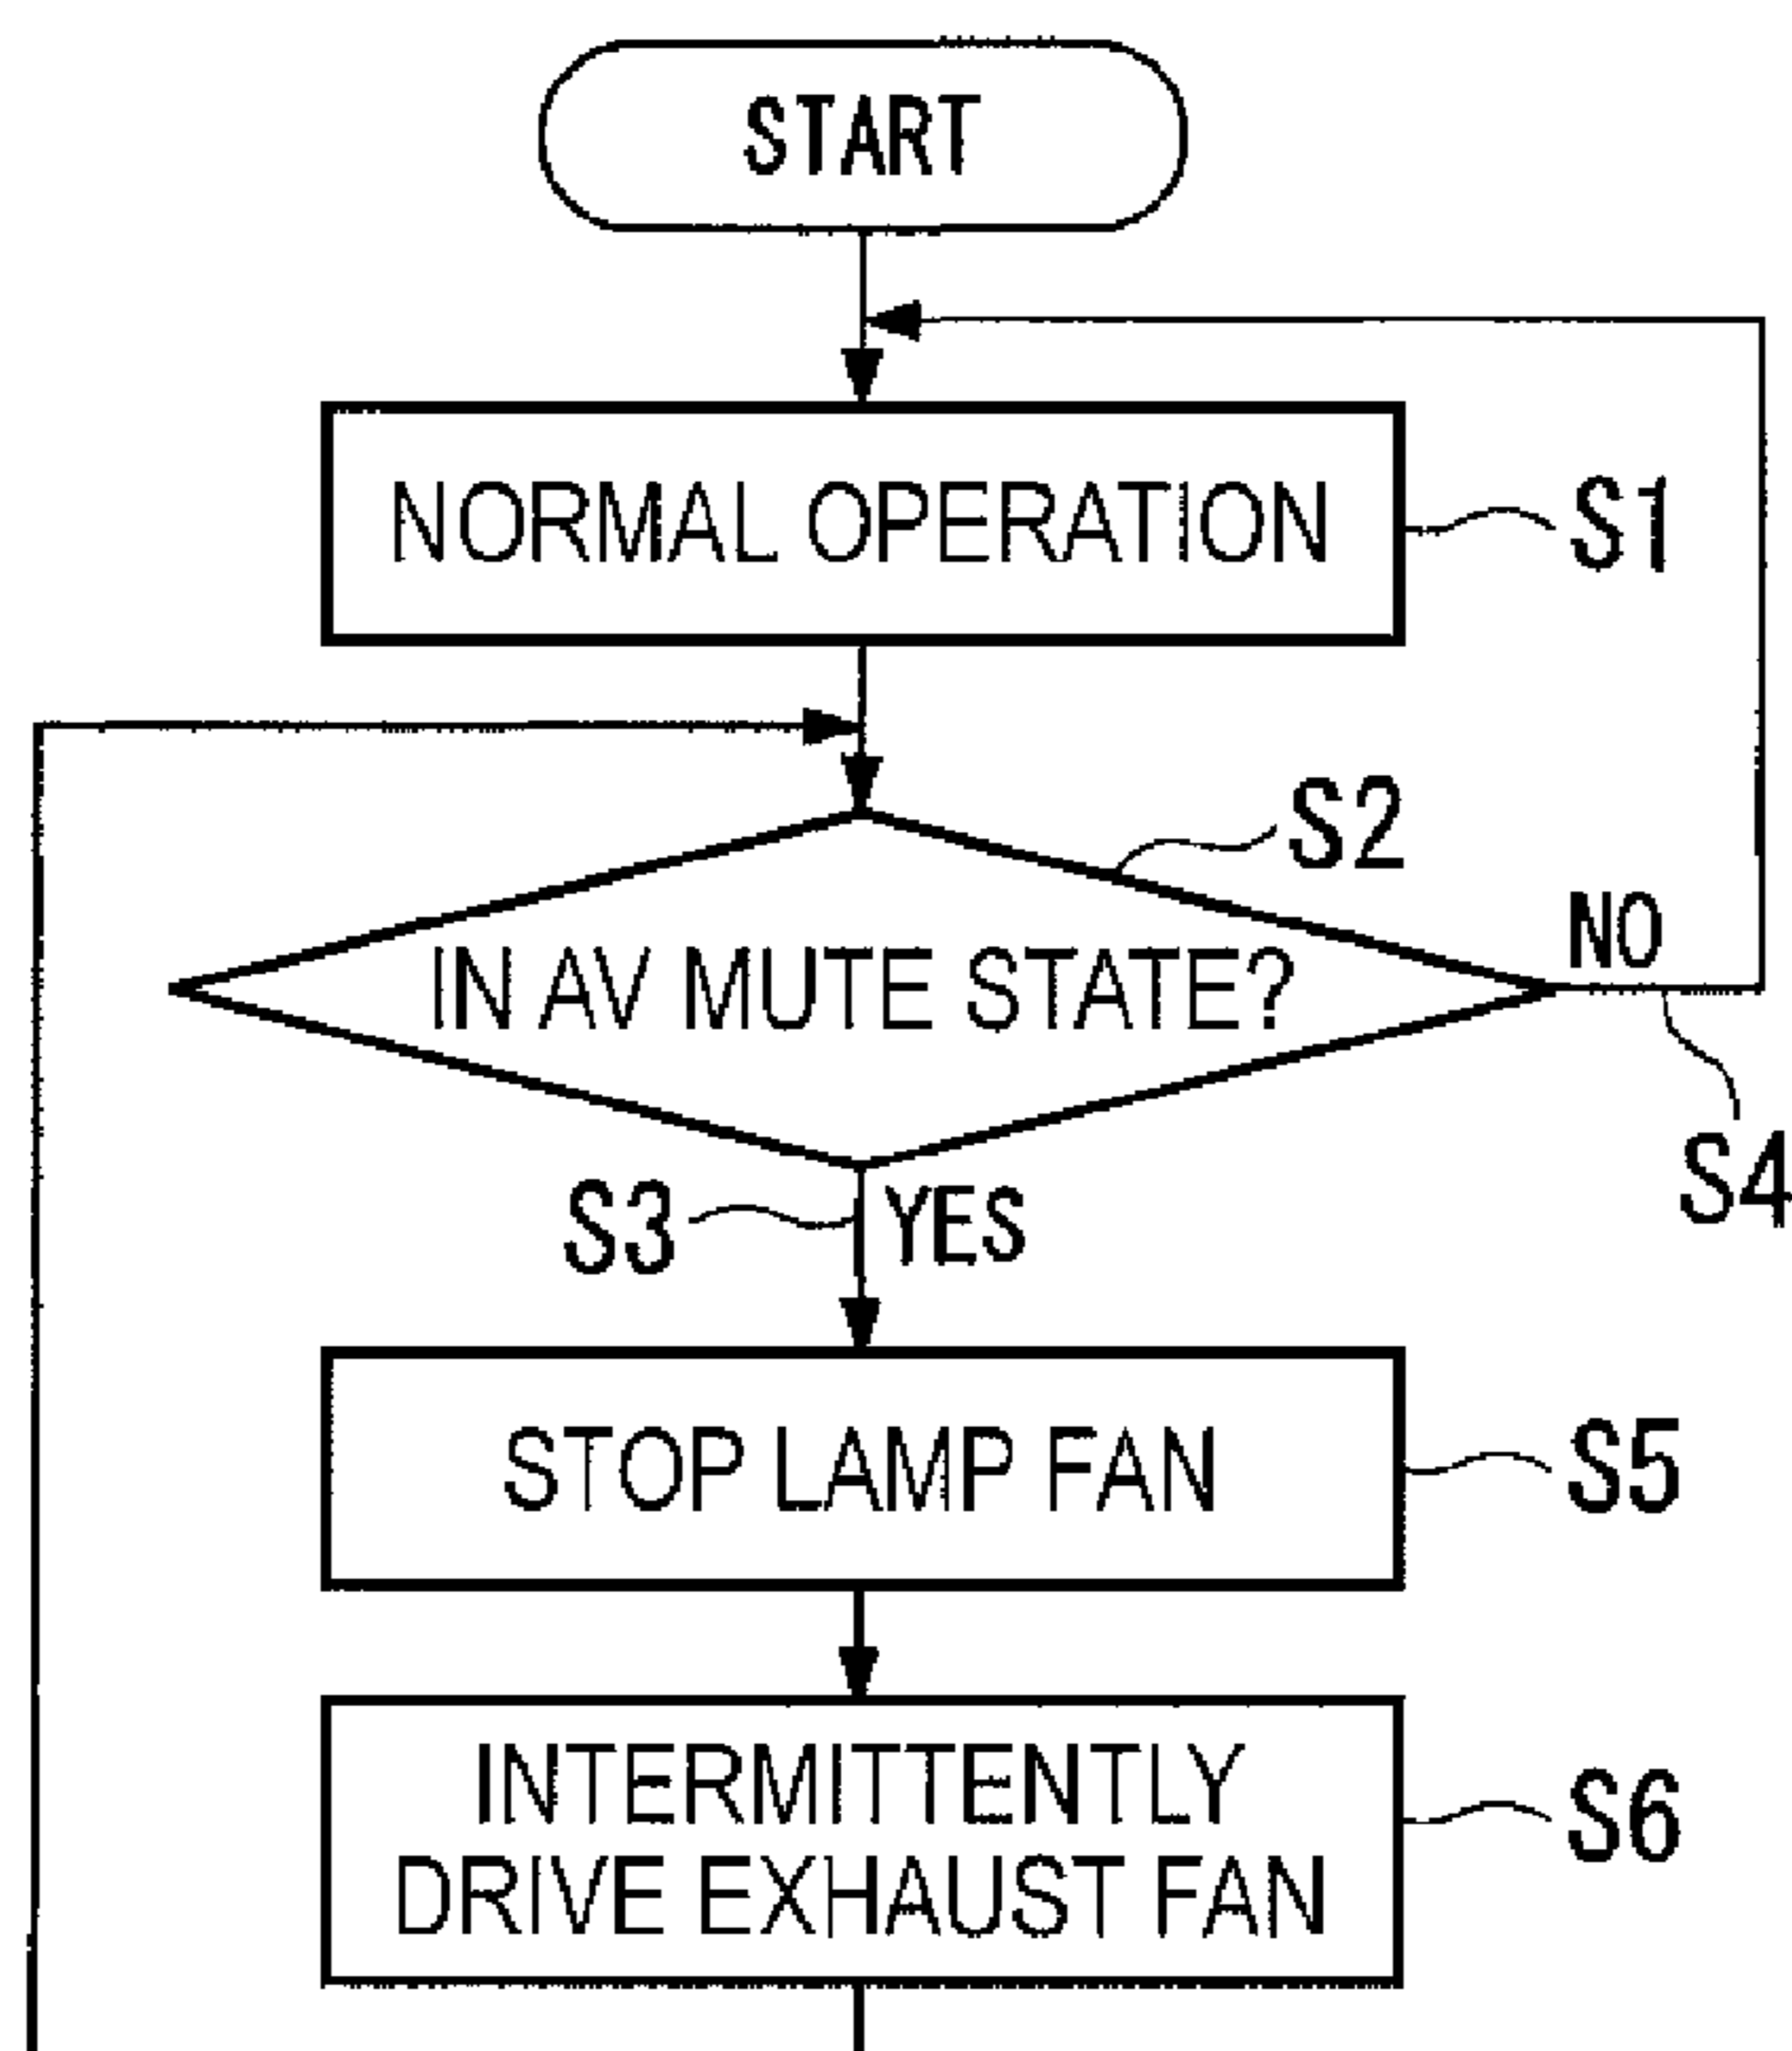 START
NORMAL OPERATION
S1
S2
IN AV MUTE STATE?
NO
S4
S3
YES
STOP LAMP FAN
S5
INTERMITTENTLY
DRIVE EXHAUST FAN
S6